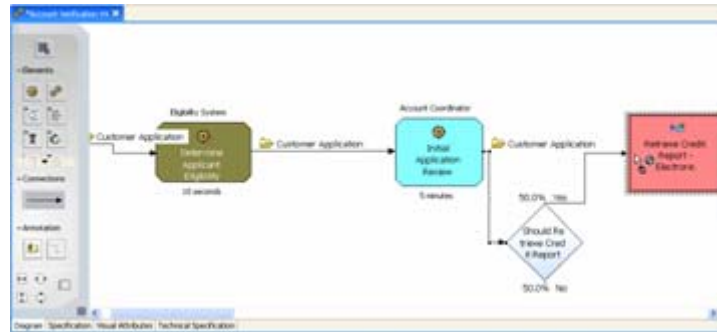 *Account Verification Pr
Elements
Connections
Annotation
Customer Application
Eligibility System
Determine
Applicant
Eligibility
10 seconds
Customer Application
Account Coordinator
Initial
Application
Review
5 minutes
Customer Application
50.0% Yes
Should Re
trieve Cred
it Report
50.0% No
Retrieve Credit
Report -
Electronic
Diagram Specification Visual Attributes Technical Specification